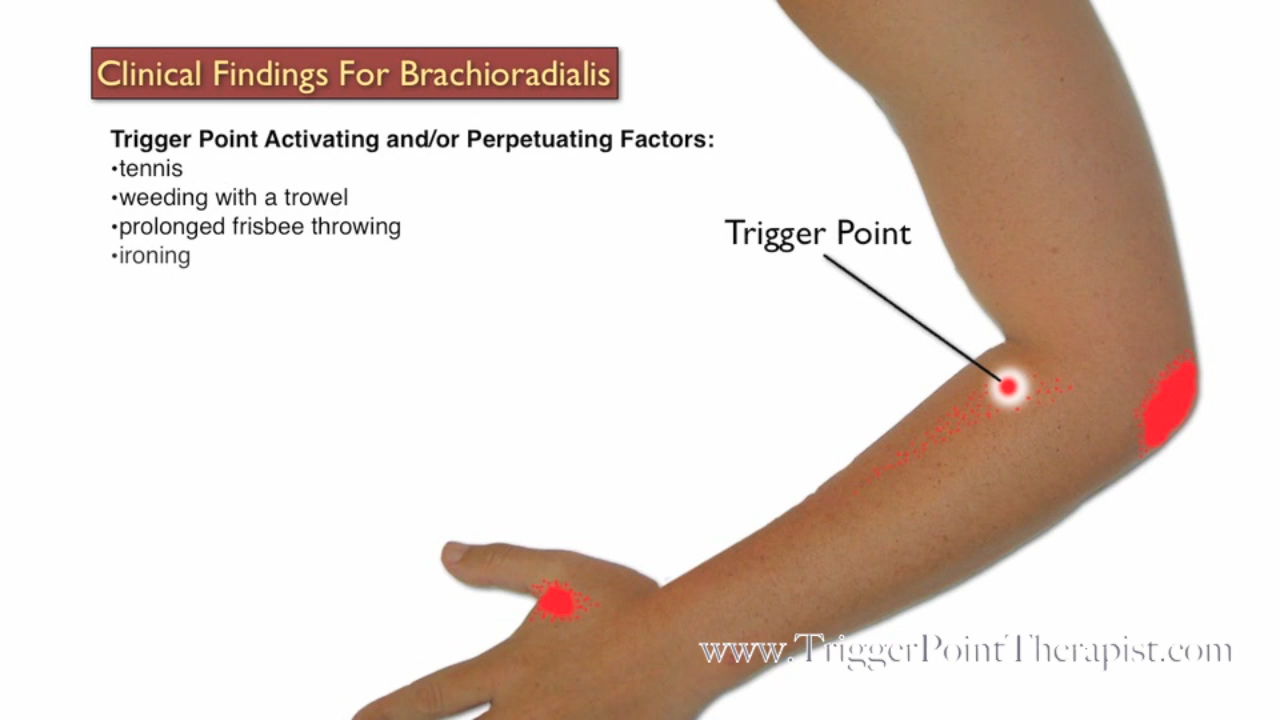 Clinical Findings For Brachioradialis
Trigger Point Activating and/or Perpetuating Factors:
•tennis
•weeding with a trowel
•prolonged frisbee throwing
•ironing
Trigger Point
www.TriggerPointTherapist.com